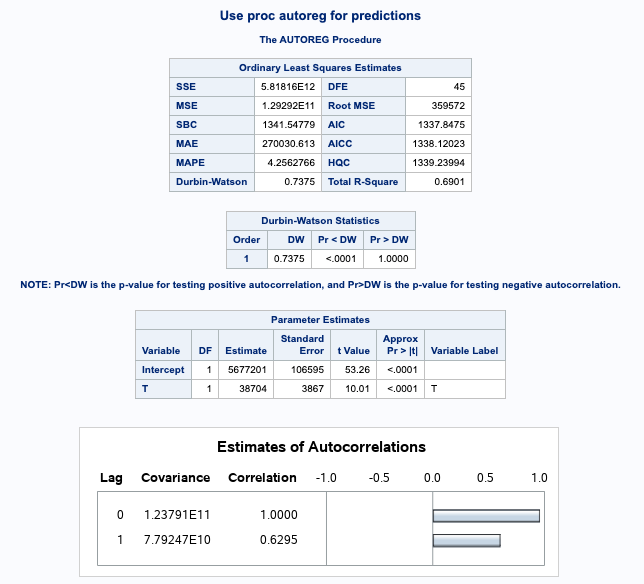 Use proc autoreg for predictions
The AUTOREG Procedure
Ordinary Least Squares Estimates
SSE 5.81816E12 DFE 45
MSE 1.29292E11 Root MSE 359572
SBC 1341.54779 AIC 1337.8475
MAE 270030.613 AICC 1338.12023
MAPE 4.2562766 HQC 1339.23994
Durbin-Watson 0.7375 Total R-Square 0.6901
Durbin-Watson Statistics
Order DW Pr < DW Pr > DW
1 0.7375 <.0001 1.0000
NOTE: Pr<DW is the p-value for testing positive autocorrelation, and Pr>DW is the p-value for testing negative autocorrelation.
Parameter Estimates
Variable DF Estimate Standard Error t Value Approx Pr > |t| Variable Label
Intercept 1 5677201 106595 53.26 <.0001
T 1 38704 3867 10.01 <.0001 T
Estimates of Autocorrelations
Lag Covariance Correlation -1.0 -0.5 0.0 0.5 1.0
0 1.23791E11 1.0000
1 7.79247E10 0.6295